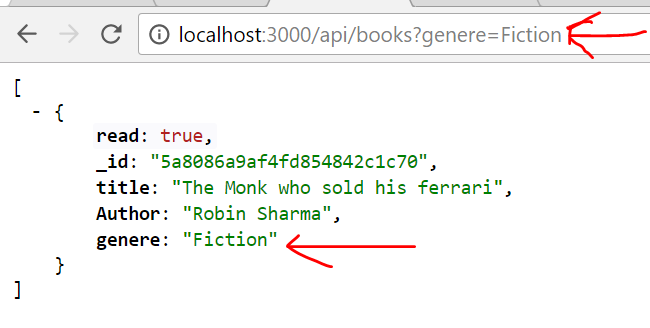 localhost:3000/api/books?genere=Fiction
[
- {
read: true,
_id: "5a8086a9af4fd854842c1c70",
title: "The Monk who sold his ferrari",
Author: "Robin Sharma",
genere: "Fiction"
}
]